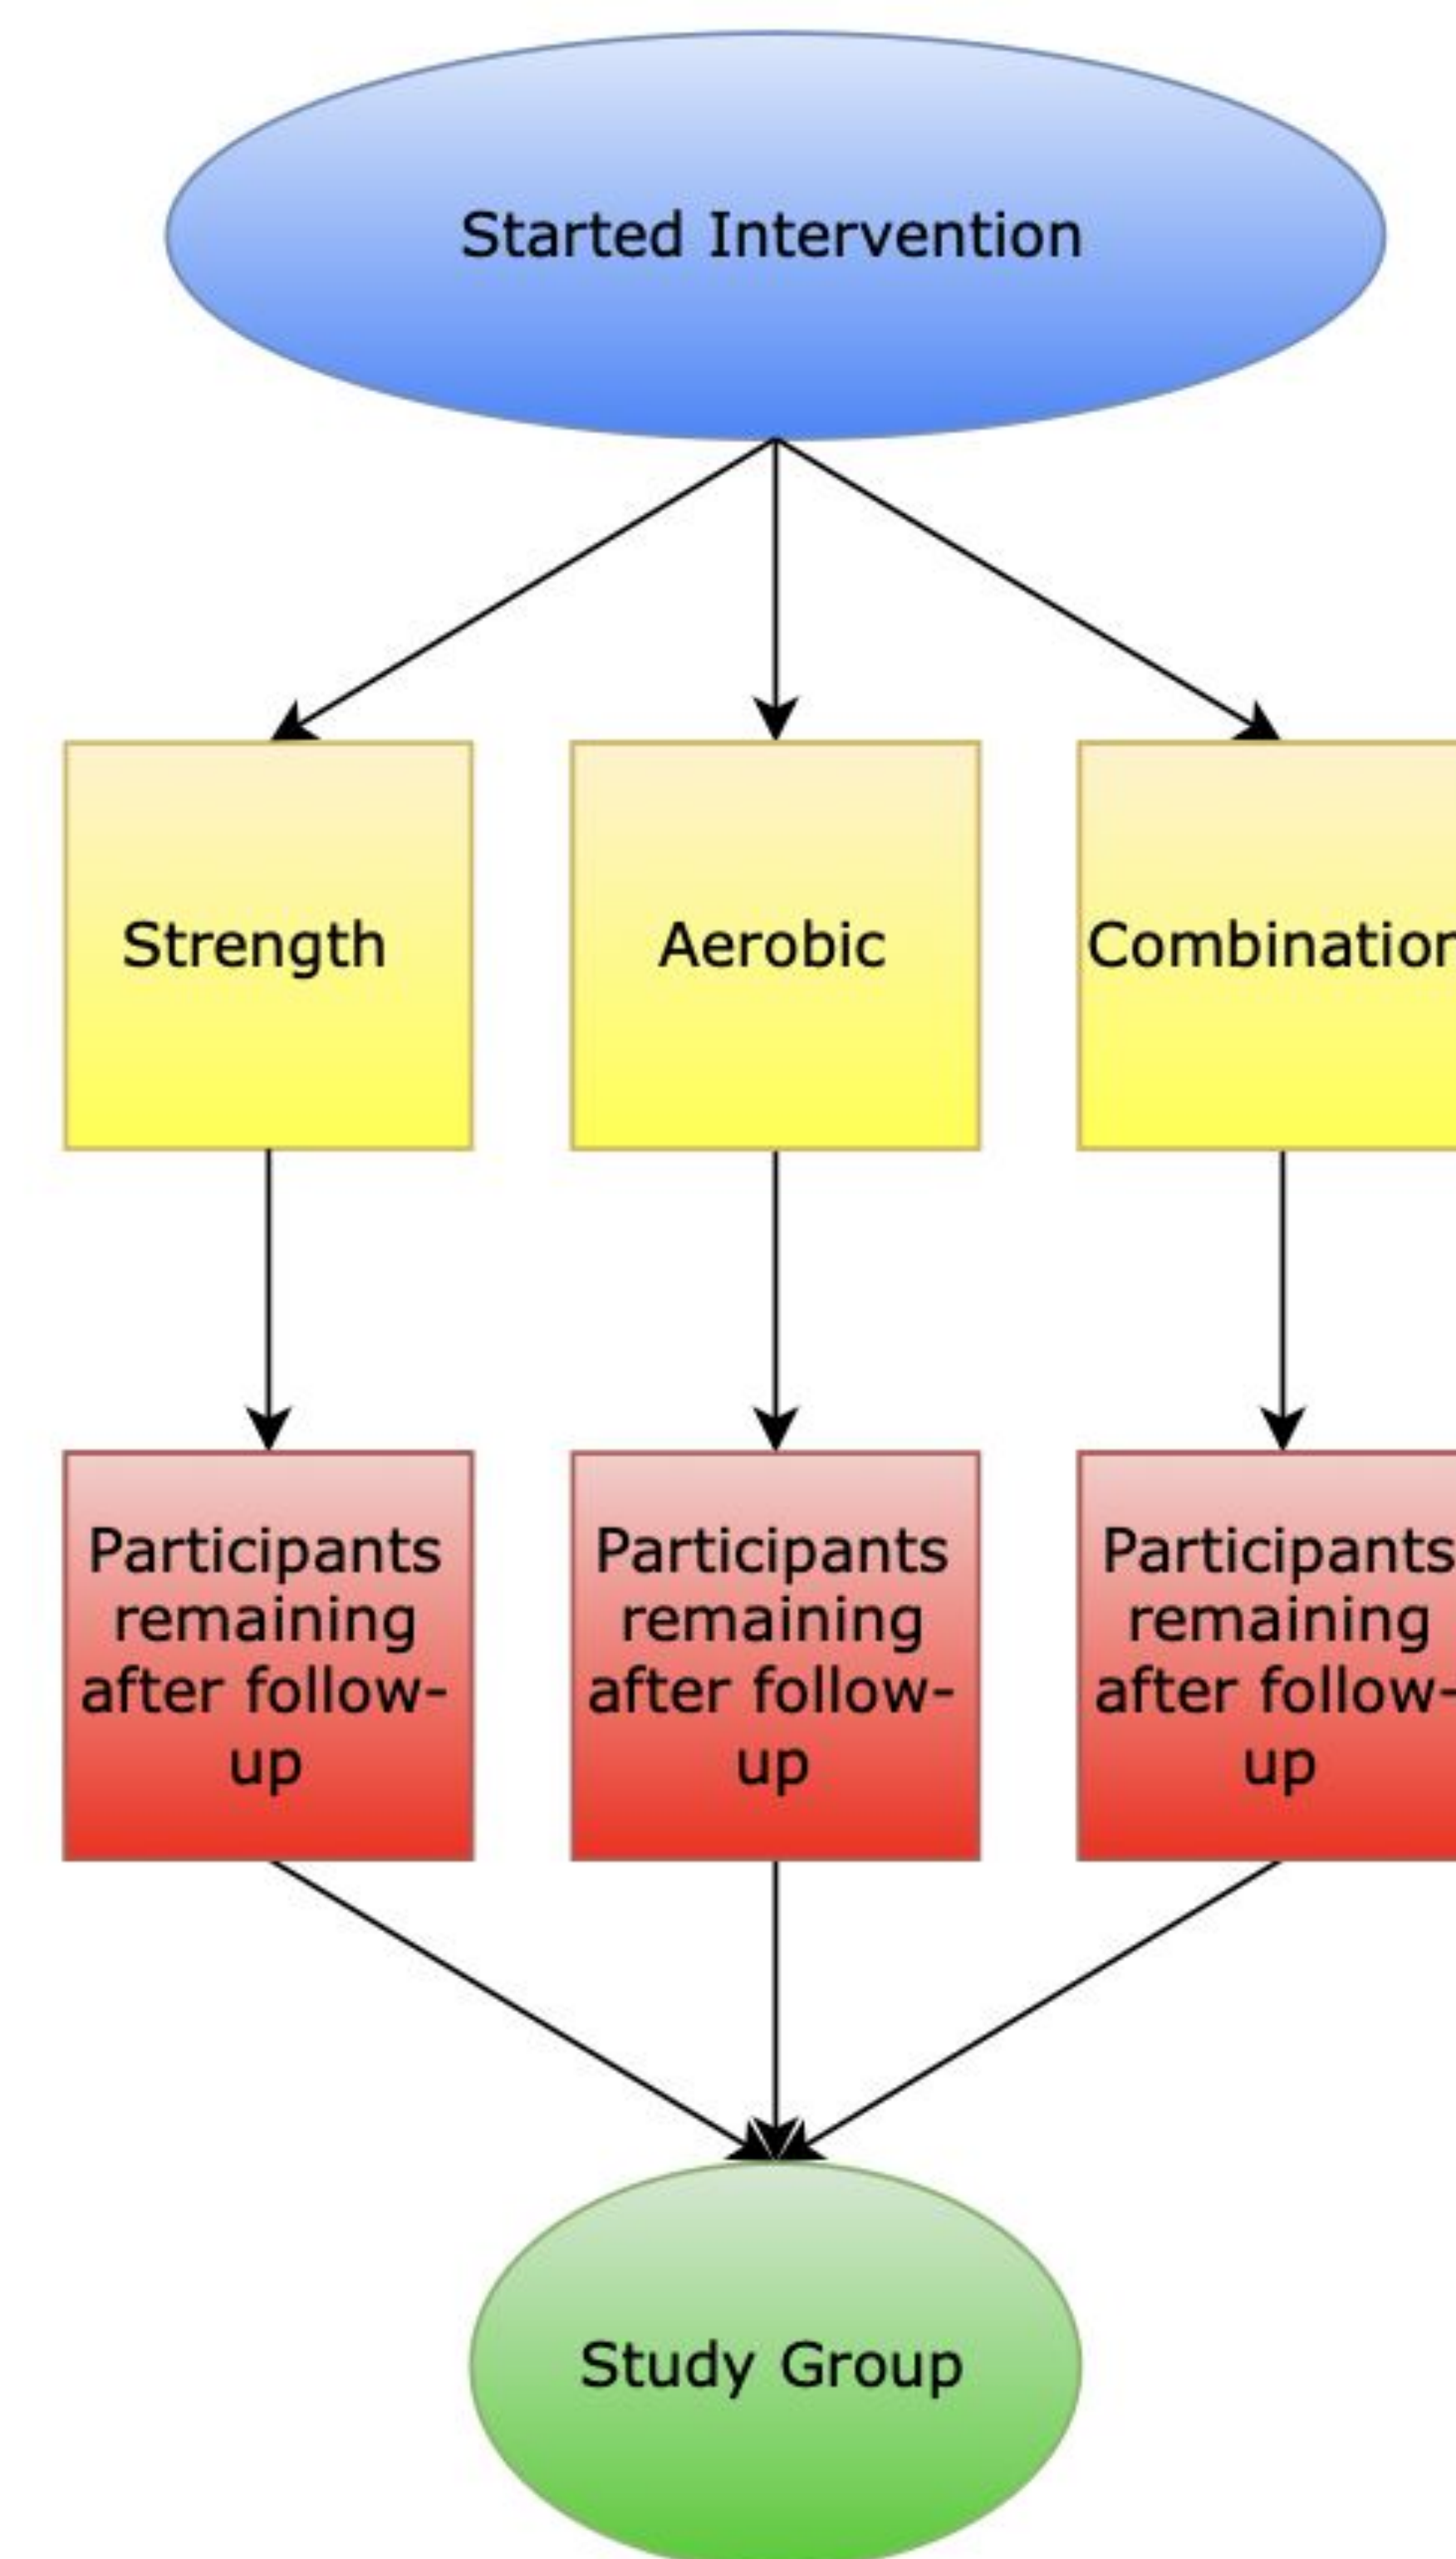 Started Intervention
Strength
Aerobic
Combination
Participants
remaining
after follow-
up
Participants
remaining
after follow-
up
Participants
remaining
after follow-
up
Study Group